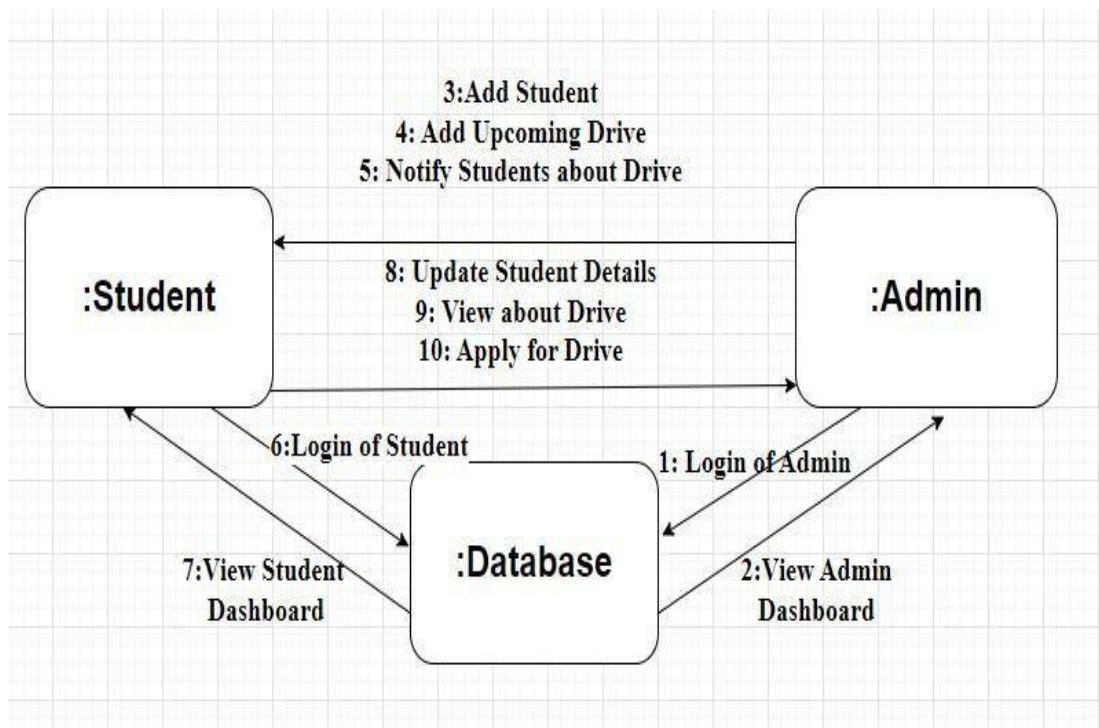 3:Add Student
4: Add Upcoming Drive
5: Notify Students about Drive
:Student
:Admin
8: Update Student Details
9: View about Drive
10: Apply for Drive
6:Login of Student
1: Login of Admin
:Database
7:View Student
Dashboard
2:View Admin
Dashboard